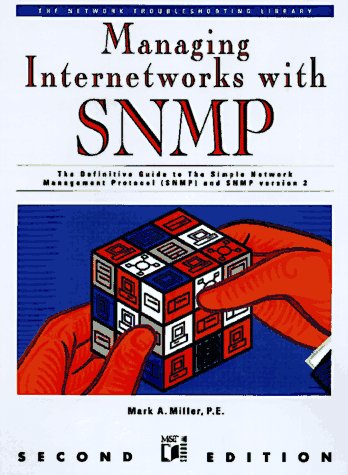 THE NETWORK TROUBLESHOOTING LIBRARY
Managing
Internetworks with
SNMP
The Definitive Guide to The Simple Network
Management Protocol (SNMP) and SNMP version 2
Mark A. Miller, P.E.
M&T
SECOND EDITION